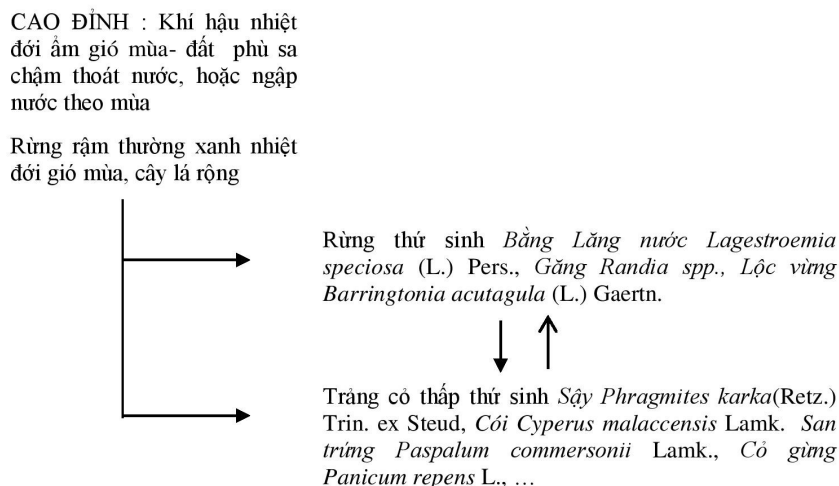 CAO ĐỈNH : Khí hậu nhiệt
đới ẩm gió mùa- đất phù sa
chậm thoát nước, hoặc ngập
nước theo mùa
Rừng rậm thường xanh nhiệt
đới gió mùa, cây lá rộng
Rừng thứ sinh Bằng Lăng nước Lagestroemia
speciosa (L.) Pers., Găng Randia spp., Lộc vừng
Barringtonia acutagula (L.) Gaertn.
Trảng cỏ thấp thứ sinh Sậy Phragmites karka(Retz.)
Trin. ex Steud, Cói Cyperus malaccensis Lamk. San
trứng Paspalum commersonii Lamk., Cỏ gừng
Panicum repens L., …